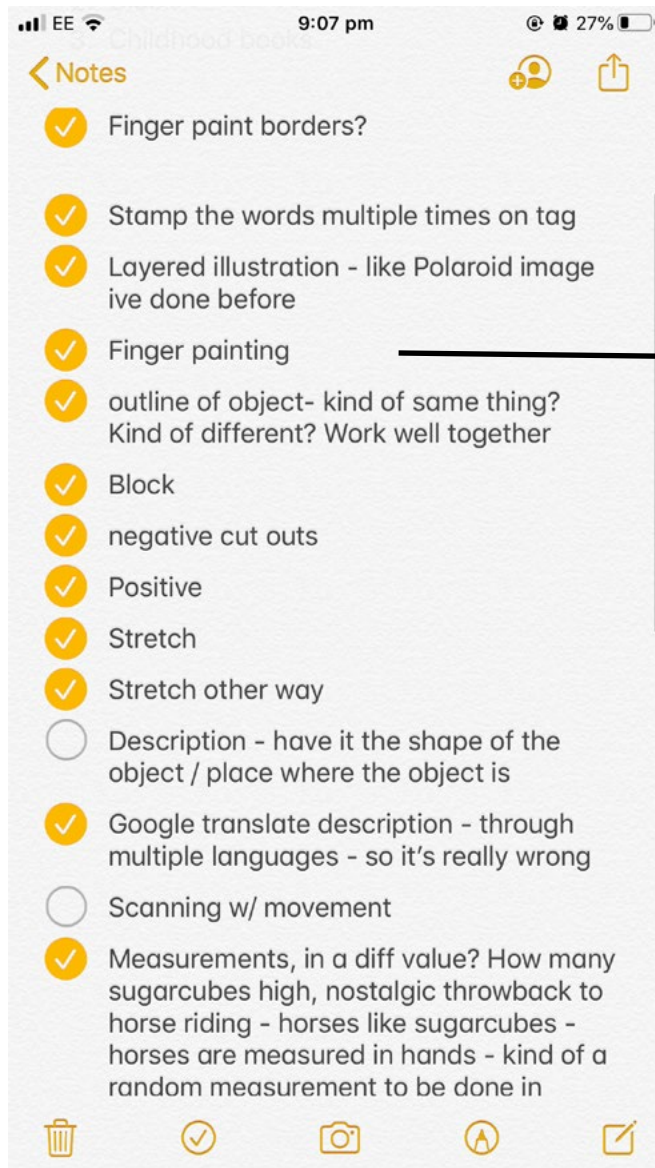 EE 9:07 pm 27%
3. Childhood books
Notes
Finger paint borders?
Stamp the words multiple times on tag
Layered illustration - like Polaroid image
ive done before
Finger painting
outline of object- kind of same thing?
Kind of different? Work well together
Block
negative cut outs
Positive
Stretch
Stretch other way
Description - have it the shape of the
object / place where the object is
Google translate description - through
multiple languages - so it's really wrong
Scanning w/ movement
Measurements, in a diff value? How many
sugarcubes high, nostalgic throwback to
horse riding - horses like sugarcubes -
horses are measured in hands - kind of a
random measurement to be done in